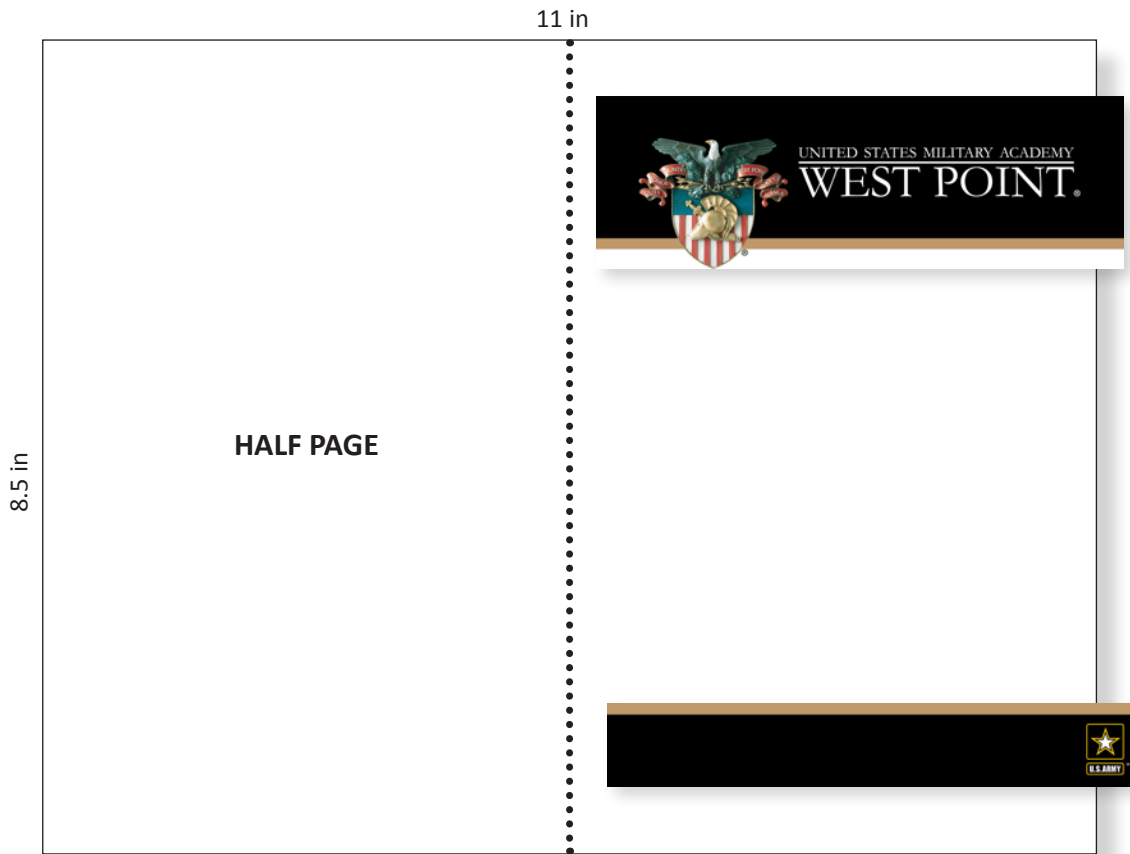 11 in
UNITED STATES MILITARY ACADEMY
WEST POINT®
®
HALF PAGE
8.5 in
U.S.ARMY